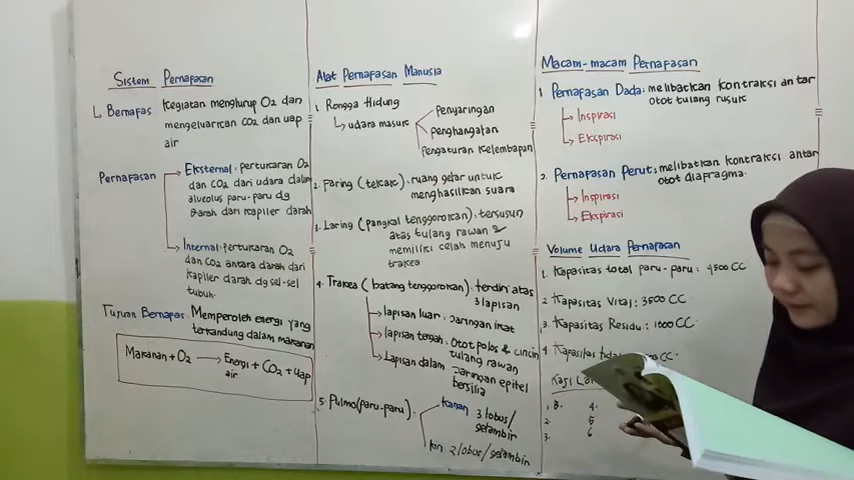 Sistem Pernafasan
Bernafas Kegiatan menghirup O2 dan
mengeluarkan CO2 dan uap
air
Pernafasan
Eksternal: pertukaran O2
dan CO2 dari udara dalam
alveolus paru-paru dg
darah dari kapiler darah
Internal: pertukaran O2
dan CO2 antara darah dari
kapiler darah dg sel-sel
tubuh.
Tujuan Bernafas: Memperoleh energi yang
terkandung dalam makanan
Makanan + O2 → Energi + CO2 + uap
air
Alat Pernafasan Manusia
1. Rongga Hidung
udara masuk
Penyaringan
Penghangatan
Pengaturan Kelembapan
2. Faring (tekak): ruang getar untuk
menghasilkan suara
3. Laring (pangkal tenggorokan): tersusun
atas tulang rawan &
memiliki celah menuju
trakea
4. Trakea (batang tenggorokan): terdiri atas
3 lapisan
lapisan luar: Jaringan ikat
lapisan tengah: Otot polos & cincin
tulang rawan
Lapisan dalam Jaringan epitel
bersilia
5. Pulmo (paru-paru).
Kanan 3 lobus/
gelambir
kiri 2 lobus/gelambir
Macam-macam Pernafasan
1 Pernafasan Dada: melibatkan kontraksi antar
otot tulang rusuk
Inspirasi
Ekspirasi
2. Pernafasan Perut: melibatkan kontraksi antar
otot diafragma.
Inspirasi
Ekspirasi
Volume Udara Pernafasan
1. Kapasitas total paru-paru: 4500 CC
2 Kapasitas Vital: 3500 CC
3. Kapasitas Residu: 1000 CC
4. Kapasitas tidal CC
1. B. 4.
2. 5
3. 6